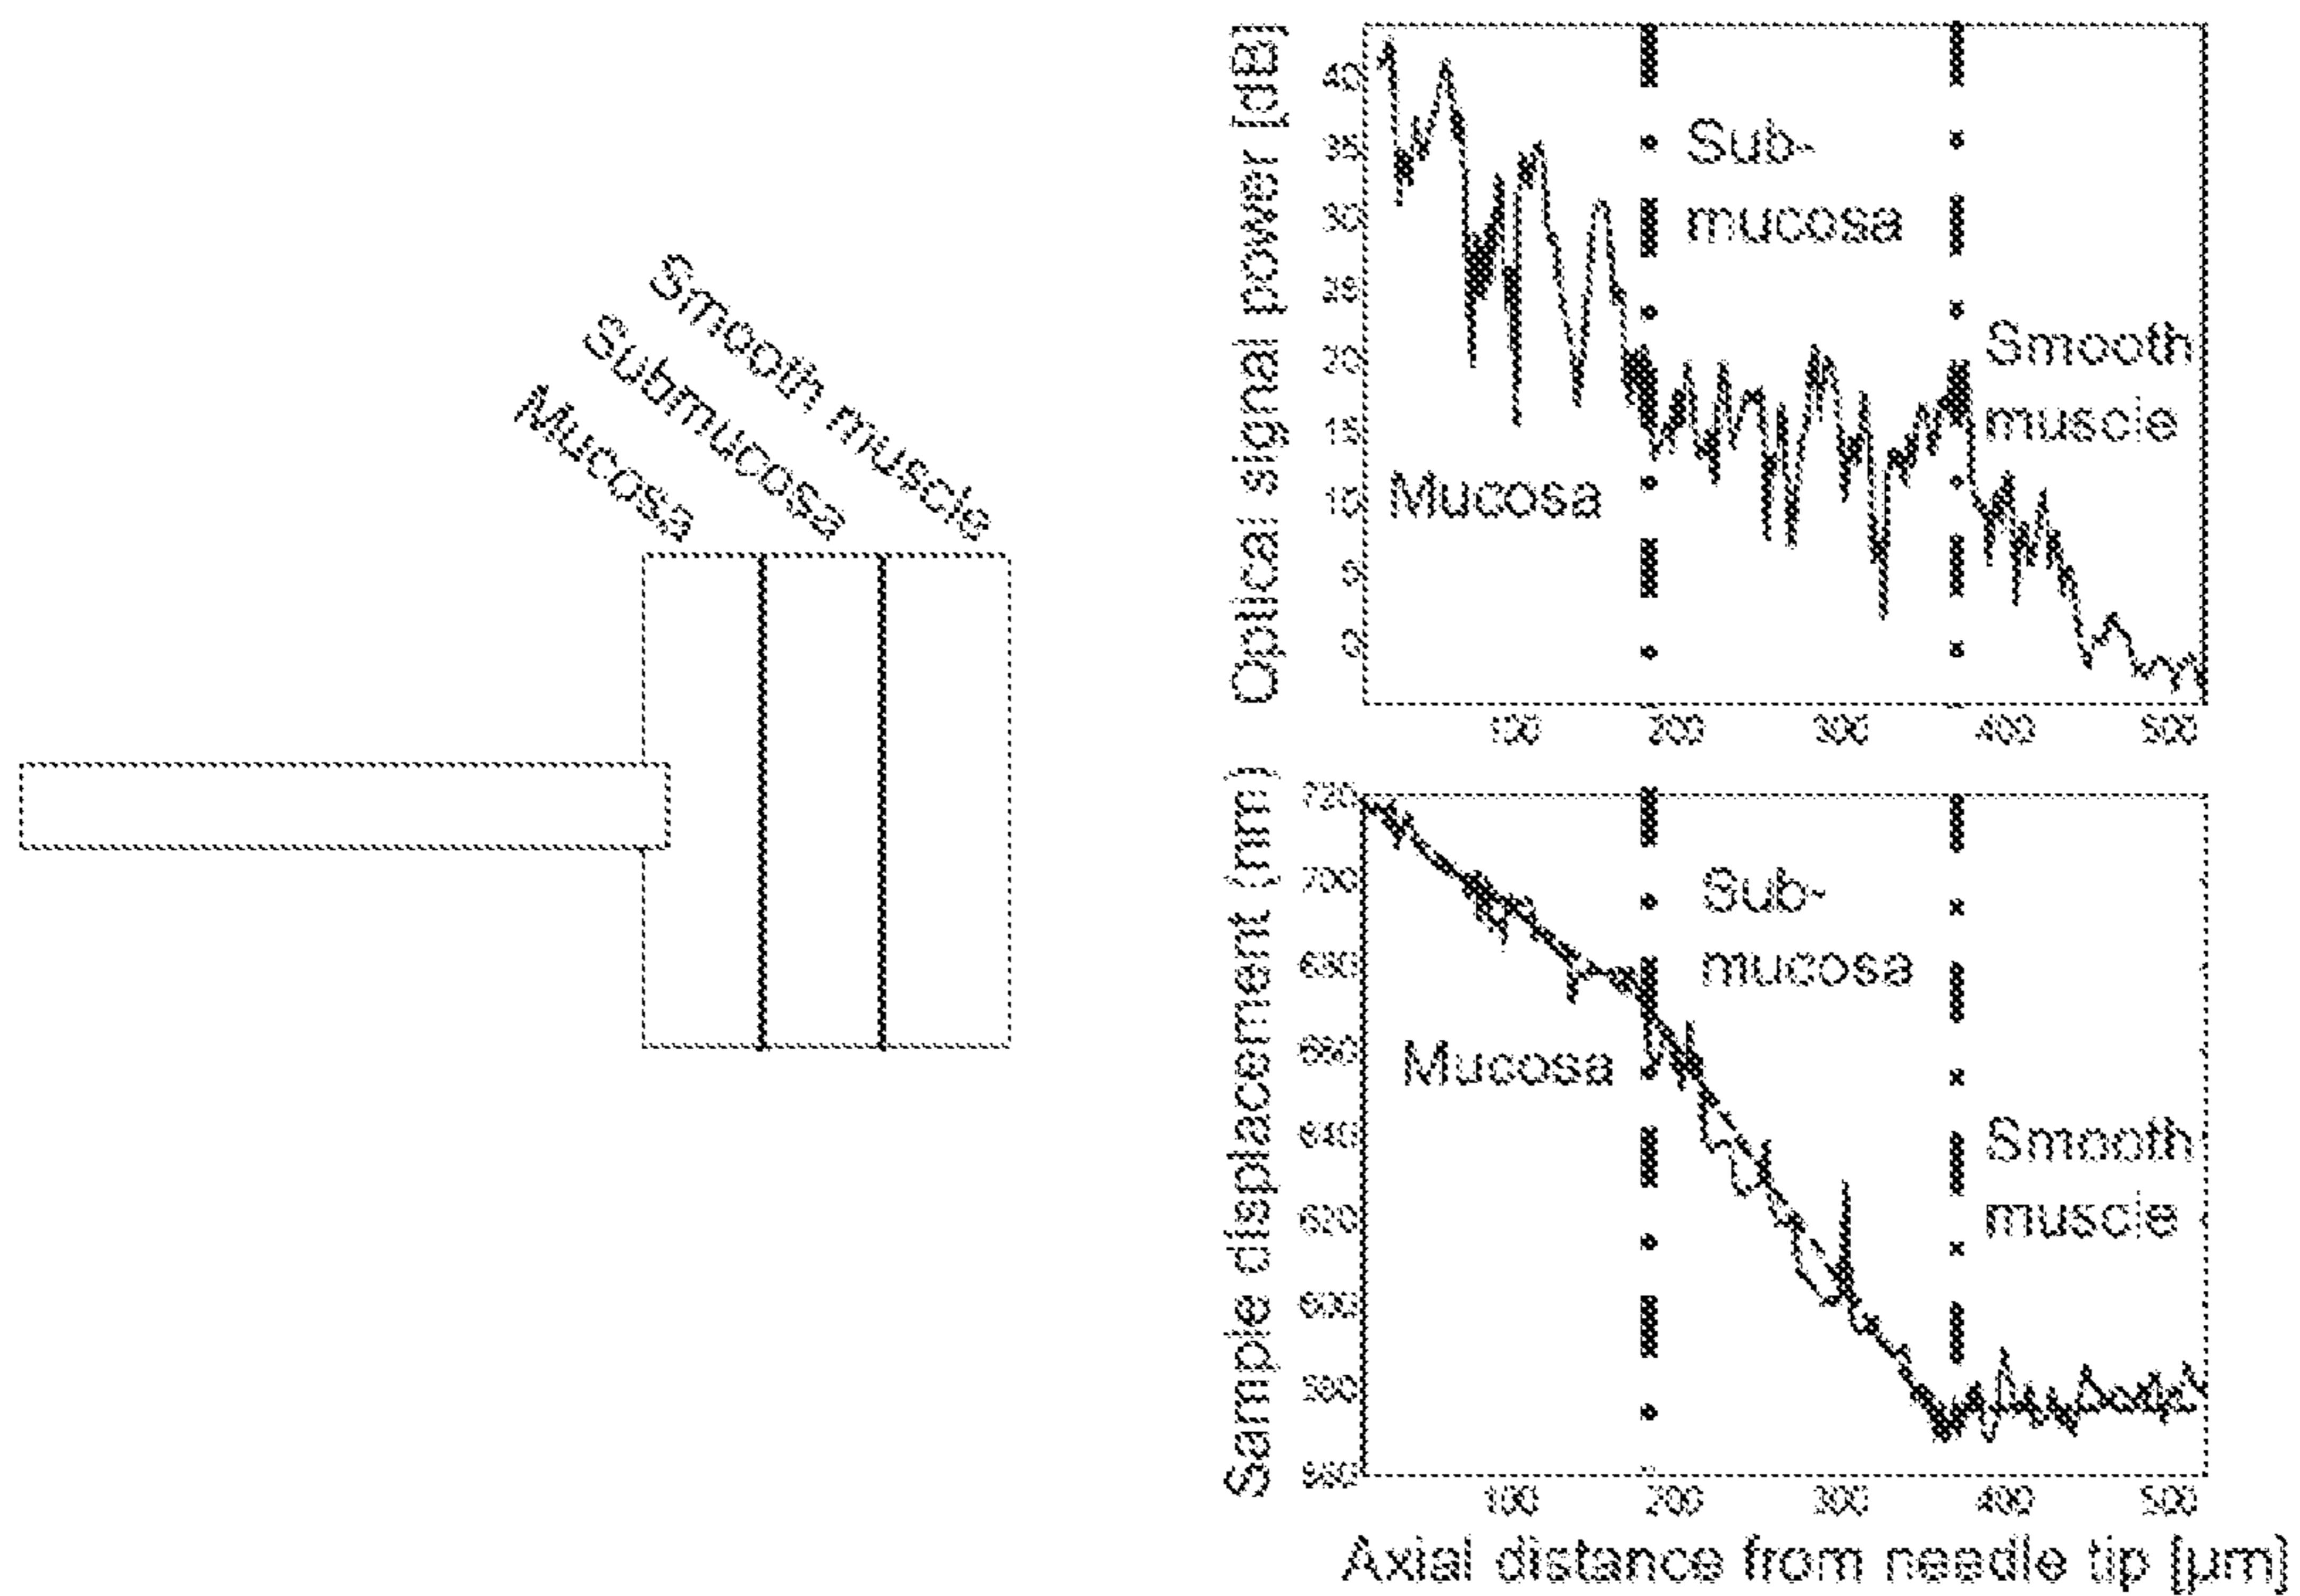 Smooth muscle
Submucosa
Mucosa
Optical signal power [dB]
40
35
30
25
20
15
10
5
0
Sub-
mucosa
Mucosa
Smooth
muscle
100 200 300 400 500
Sample displacement (nm)
720
700
680
660
640
620
600
580
560
Sub-
mucosa
Mucosa
Smooth
muscle
100 200 300 400 500
Axial distance from needle tip [µm]